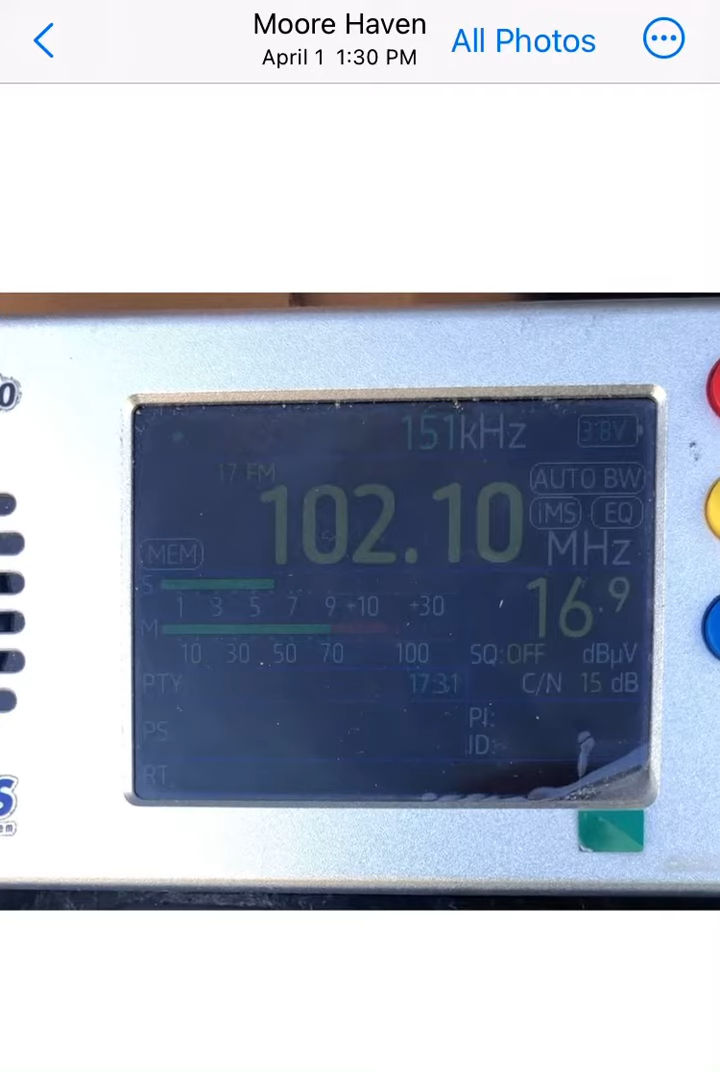 Moore Haven
April 1 1:30 PM
All Photos
0
151kHz
3.8V
17 FM
AUTO BW
102.10
iMS
EQ
MHz
MEM
S
1 3 5 7 9 +10 +30
16.9
M
10 30 50 70 100
SQ:OFF
dBµV
PTY
17:31
C/N 15 dB
PS
PI:
ID:
RT
S
em